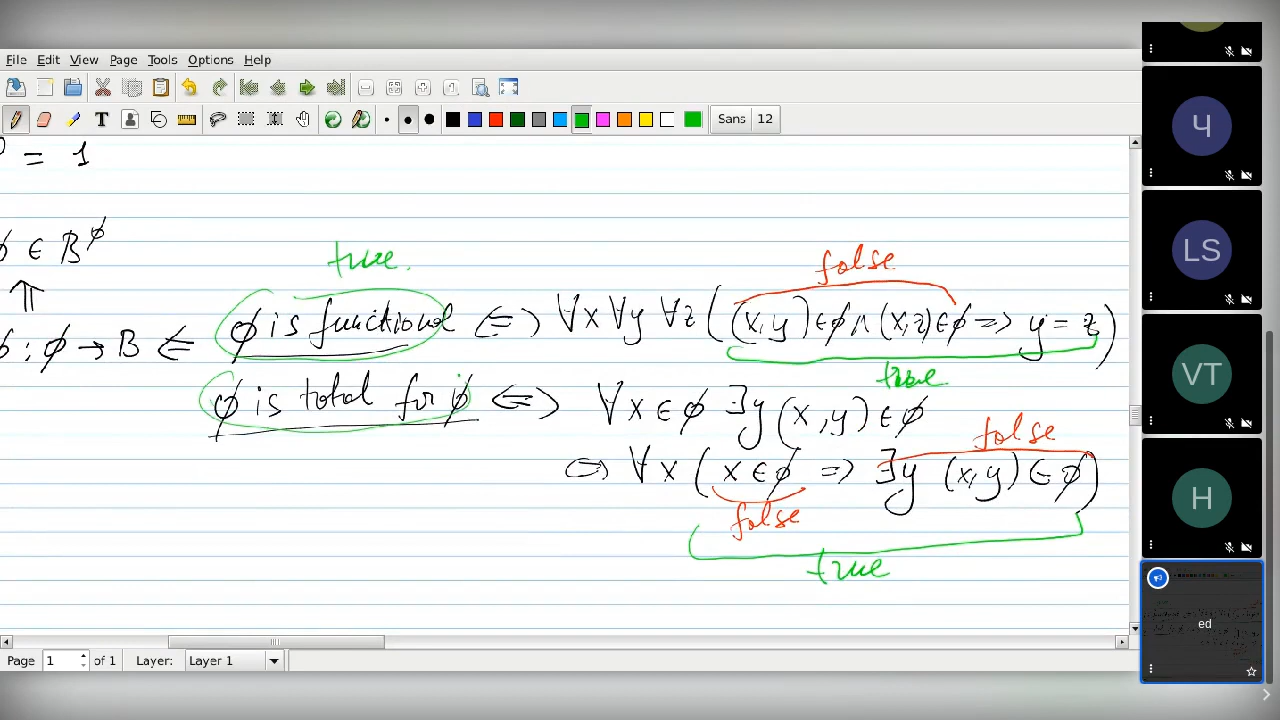 File Edit View Page Tools Options Help
Sans 12
= 1
∅ ∈ B^∅
⇑
true.
false
∅ : ∅ → B ⇐ ∅ is functional ⇔ ∀x ∀y ∀z ( (x,y) ∈ ∅ ∧ (x,z) ∈ ∅ => y = z )
true
∅ is total for ∅ ⇔ ∀x ∈ ∅ ∃y (x,y) ∈ ∅
false
⇔ ∀x ( x ∈ ∅ => ∃y (x,y) ∈ ∅ )
false
true
Page 1 of 1 Layer: Layer 1
Ч
LS
VT
H
ed